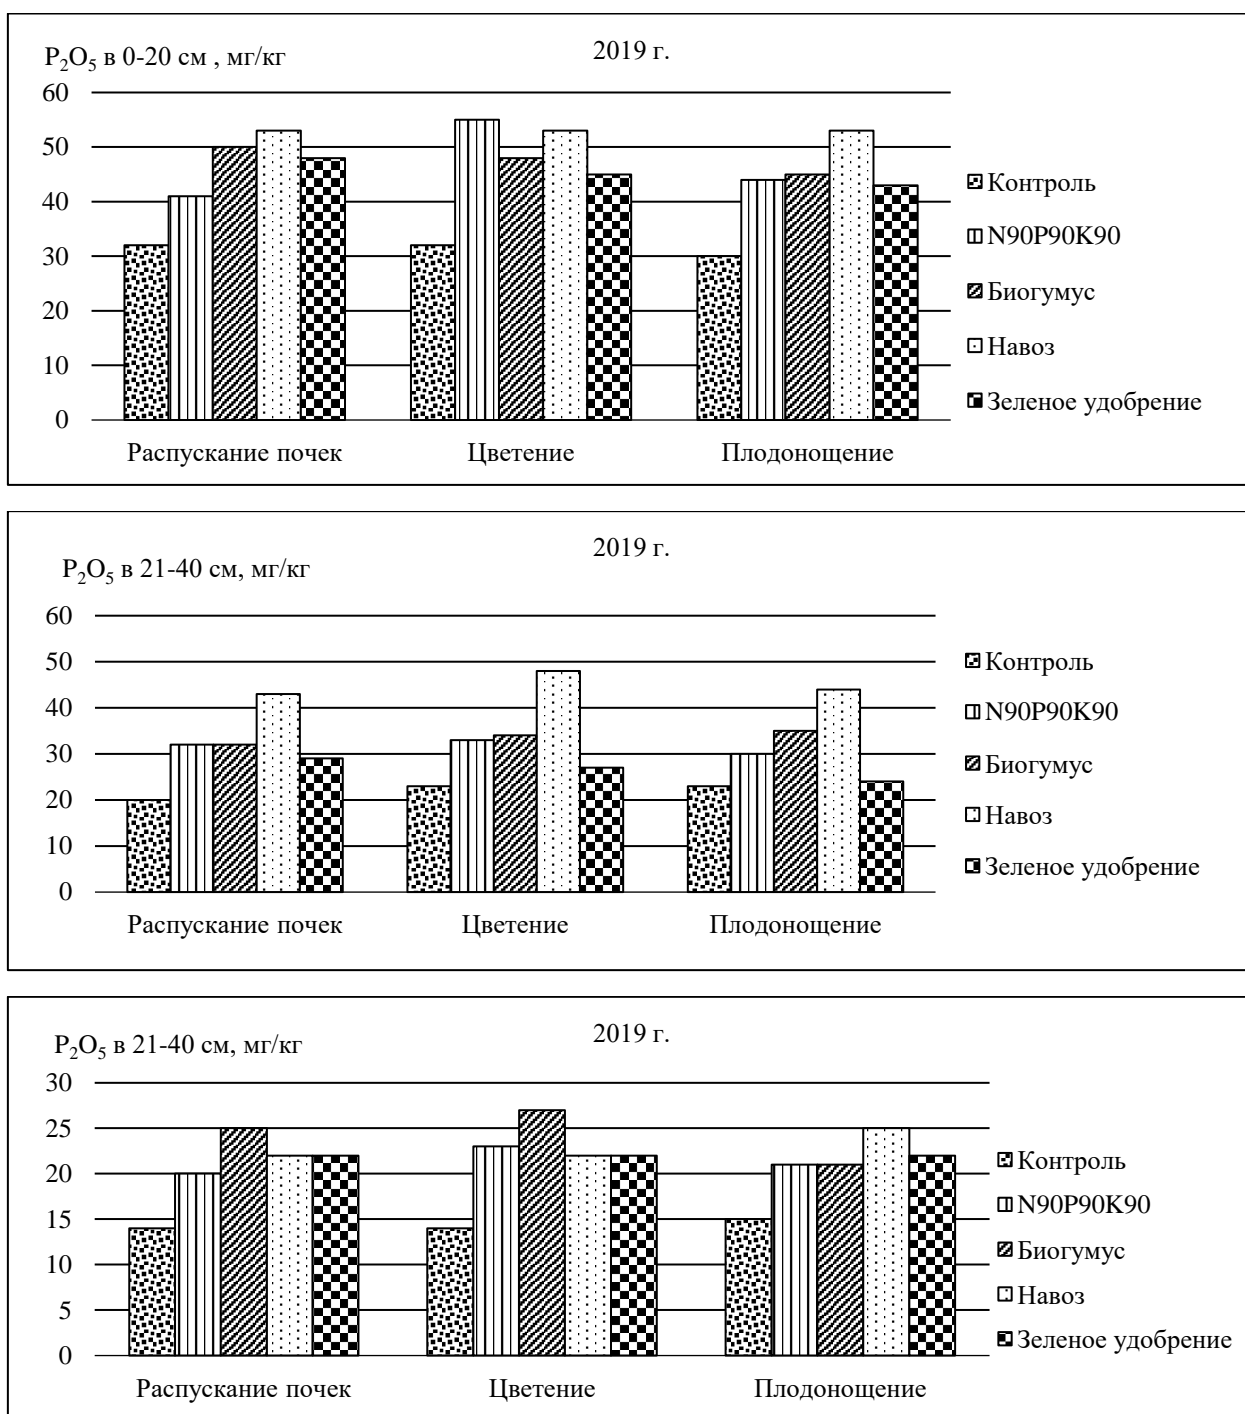 2019 г.
P₂O₅ в 0-20 см , мг/кг
60
50
40
30
20
10
0
Распускание почек
Цветение
Плодонощение
Контроль
N90P90K90
Биогумус
Навоз
Зеленое удобрение
2019 г.
P₂O₅ в 21-40 см, мг/кг
60
50
40
30
20
10
0
Распускание почек
Цветение
Плодонощение
Контроль
N90P90K90
Биогумус
Навоз
Зеленое удобрение
2019 г.
P₂O₅ в 21-40 см, мг/кг
30
25
20
15
10
5
0
Распускание почек
Цветение
Плодонощение
Контроль
N90P90K90
Биогумус
Навоз
Зеленое удобрение